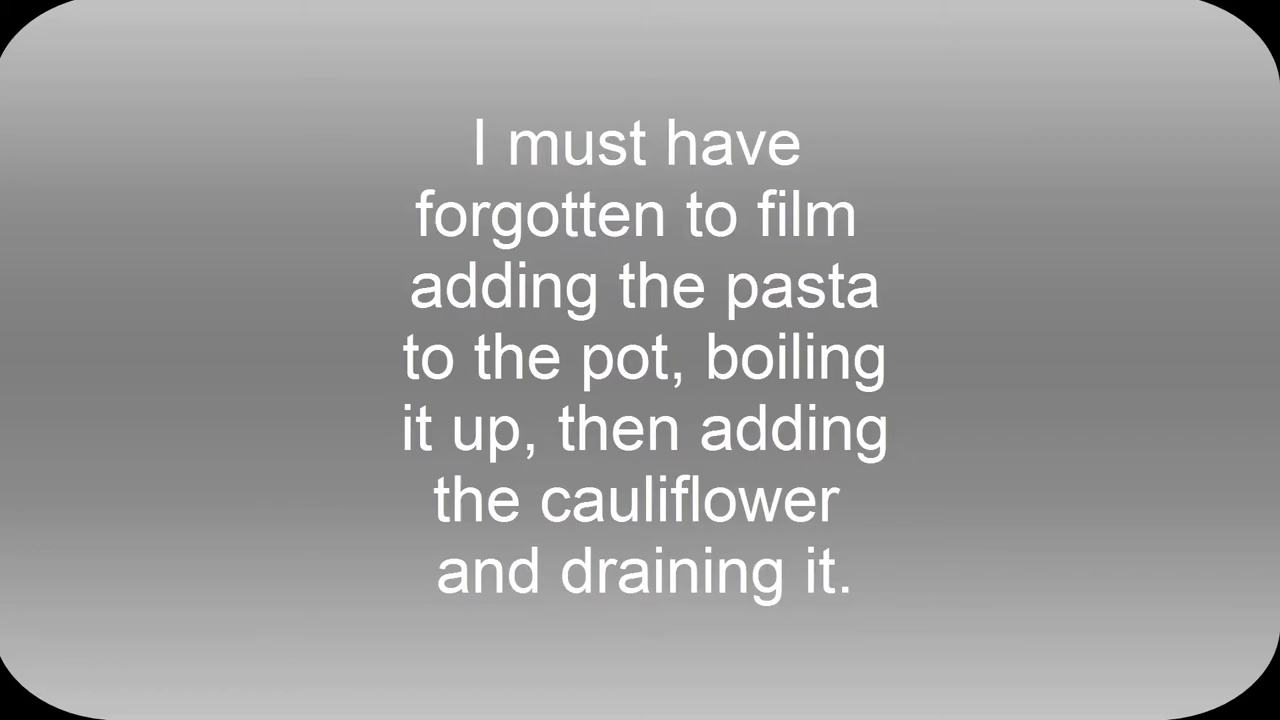 I must have
forgotten to film
adding the pasta
to the pot, boiling
it up, then adding
the cauliflower
and draining it.